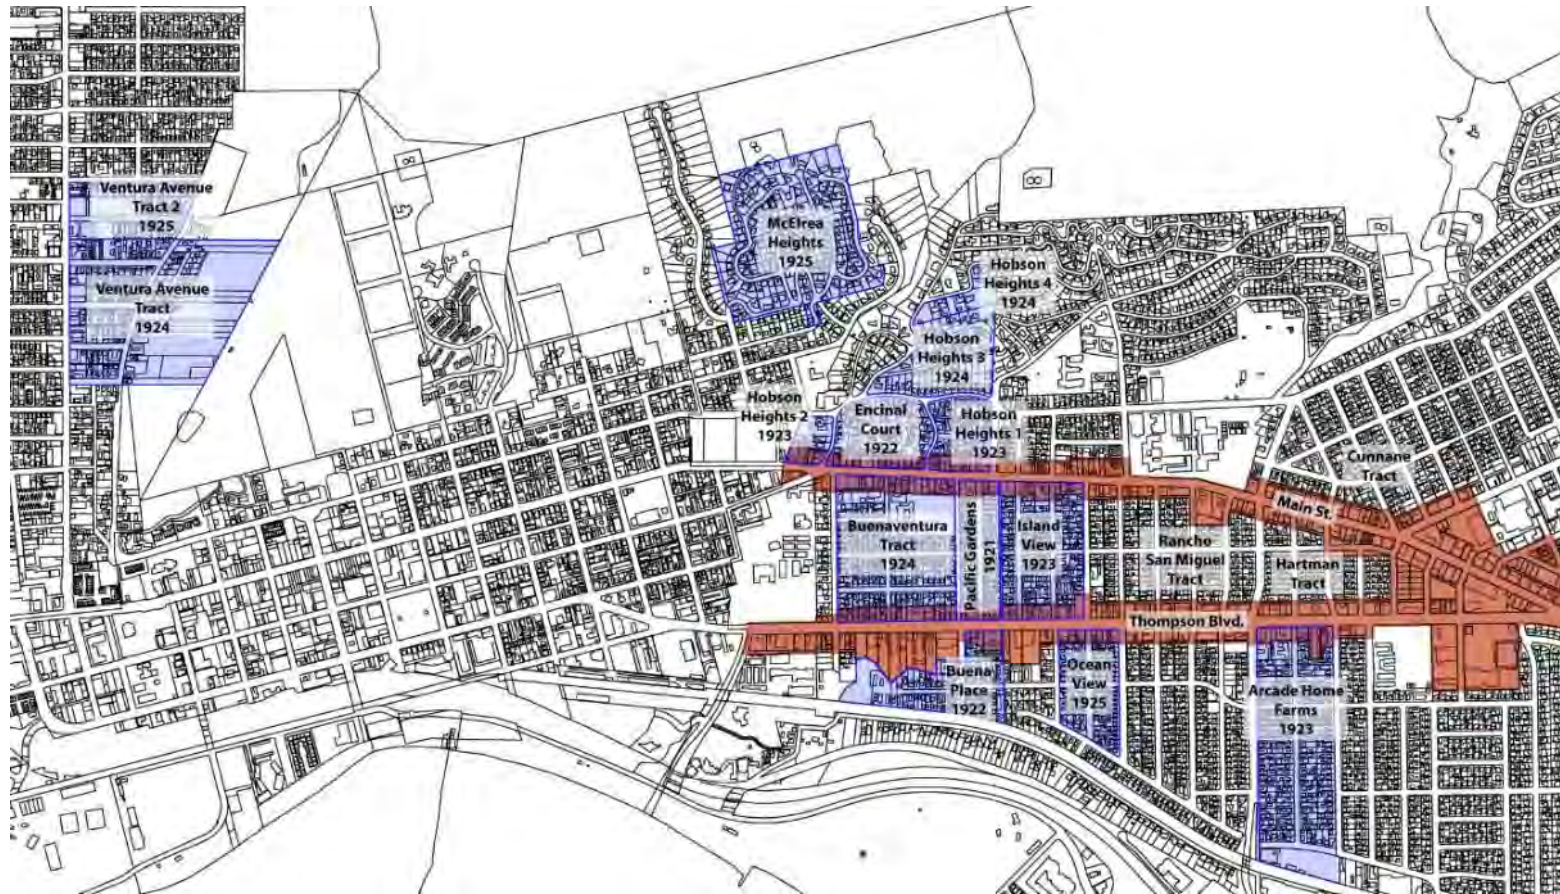 Ventura Avenue
Tract 2
1925
Ventura Avenue
Tract
1924
McElrea
Heights
1925
Hobson
Heights 4
1924
Hobson
Heights 3
1924
Hobson
Heights 2
1923
Encinal
Court
1922
Hobson
Heights 1
1923
Cunnane
Tract
Main St.
Buenaventura
Tract
1924
Pacific Gardens
1921
Island
View
1923
Rancho
San Miguel
Tract
Hartman
Tract
Thompson Blvd.
Buena
Place
1922
Ocean
View
1925
Arcade Home
Farms
1923